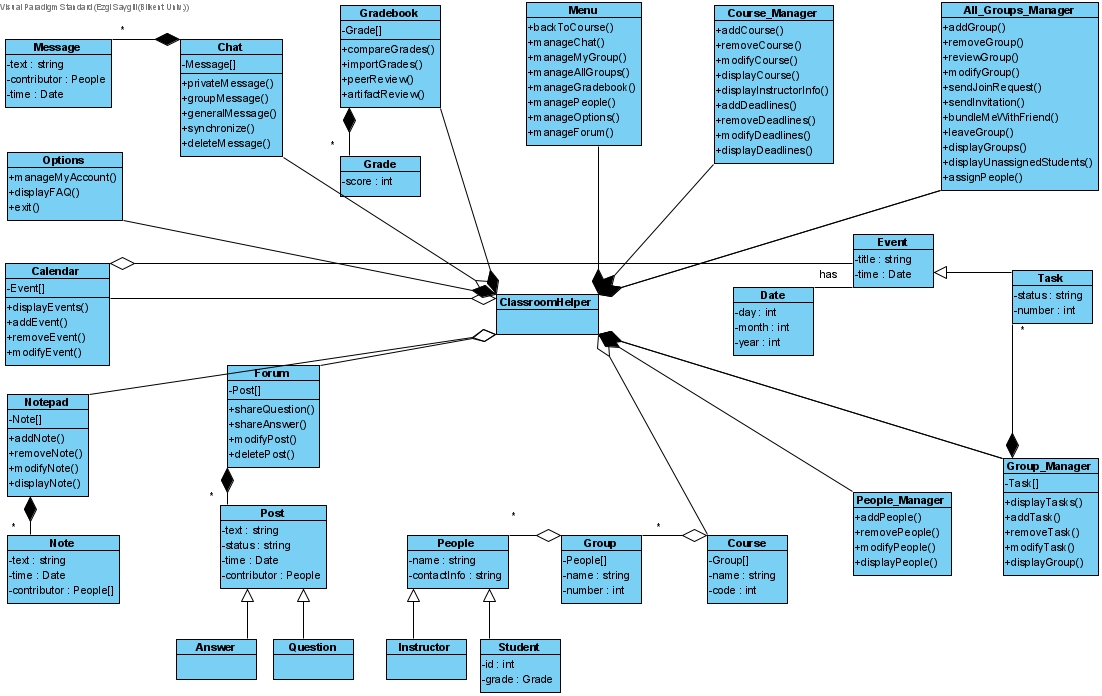 Visual Paradigm Standard (Ezgi Saygili(Bilkent Univ.))
*
Message
-text : string
-contributor : People
-time : Date
Chat
-Message[]
+privateMessage()
+groupMessage()
+generalMessage()
+synchronize()
+deleteMessage()
Gradebook
-Grade[]
+compareGrades()
+importGrades()
+peerReview()
+artifactReview()
*
Grade
-score : int
Menu
+backToCourse()
+manageChat()
+manageMyGroup()
+manageAllGroups()
+manageGradebook()
+managePeople()
+manageOptions()
+manageForum()
Course_Manager
+addCourse()
+removeCourse()
+modifyCourse()
+displayCourse()
+displayInstructorInfo()
+addDeadlines()
+removeDeadlines()
+modifyDeadlines()
+displayDeadlines()
All_Groups_Manager
+addGroup()
+removeGroup()
+reviewGroup()
+modifyGroup()
+sendJoinRequest()
+sendInvitation()
+bundleMeWithFriend()
+leaveGroup()
+displayGroups()
+displayUnassignedStudents()
+assignPeople()
Options
+manageMyAccount()
+displayFAQ()
+exit()
Calendar
-Event[]
+displayEvents()
+addEvent()
+removeEvent()
+modifyEvent()
ClassroomHelper
Event
-title : string
-time : Date
has
Date
-day : int
-month : int
-year : int
Task
-status : string
-number : int
*
Notepad
-Note[]
+addNote()
+removeNote()
+modifyNote()
+displayNote()
*
Forum
-Post[]
+shareQuestion()
+shareAnswer()
+modifyPost()
+deletePost()
*
Group_Manager
-Task[]
+displayTasks()
+addTask()
+removeTask()
+modifyTask()
+displayGroup()
People_Manager
+addPeople()
+removePeople()
+modifyPeople()
+displayPeople()
Note
-text : string
-time : Date
-contributor : People[]
Post
-text : string
-status : string
-time : Date
-contributor : People
People
-name : string
-contactInfo : string
*
Group
-People[]
-name : string
-number : int
*
Course
-Group[]
-name : string
-code : int
Answer
Question
Instructor
Student
-id : int
-grade : Grade